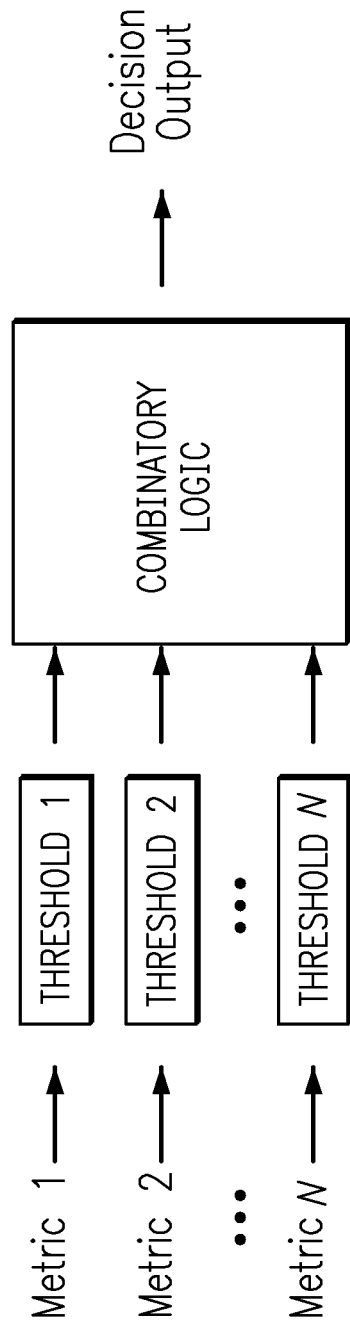 Metric 1
THRESHOLD 1
Metric 2
THRESHOLD 2
Metric N
THRESHOLD N
COMBINATORY
LOGIC
Decision
Output